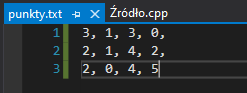 punkty.txt Źródło.cpp
1 3, 1, 3, 0,
2 2, 1, 4, 2,
3 2, 0, 4, 5